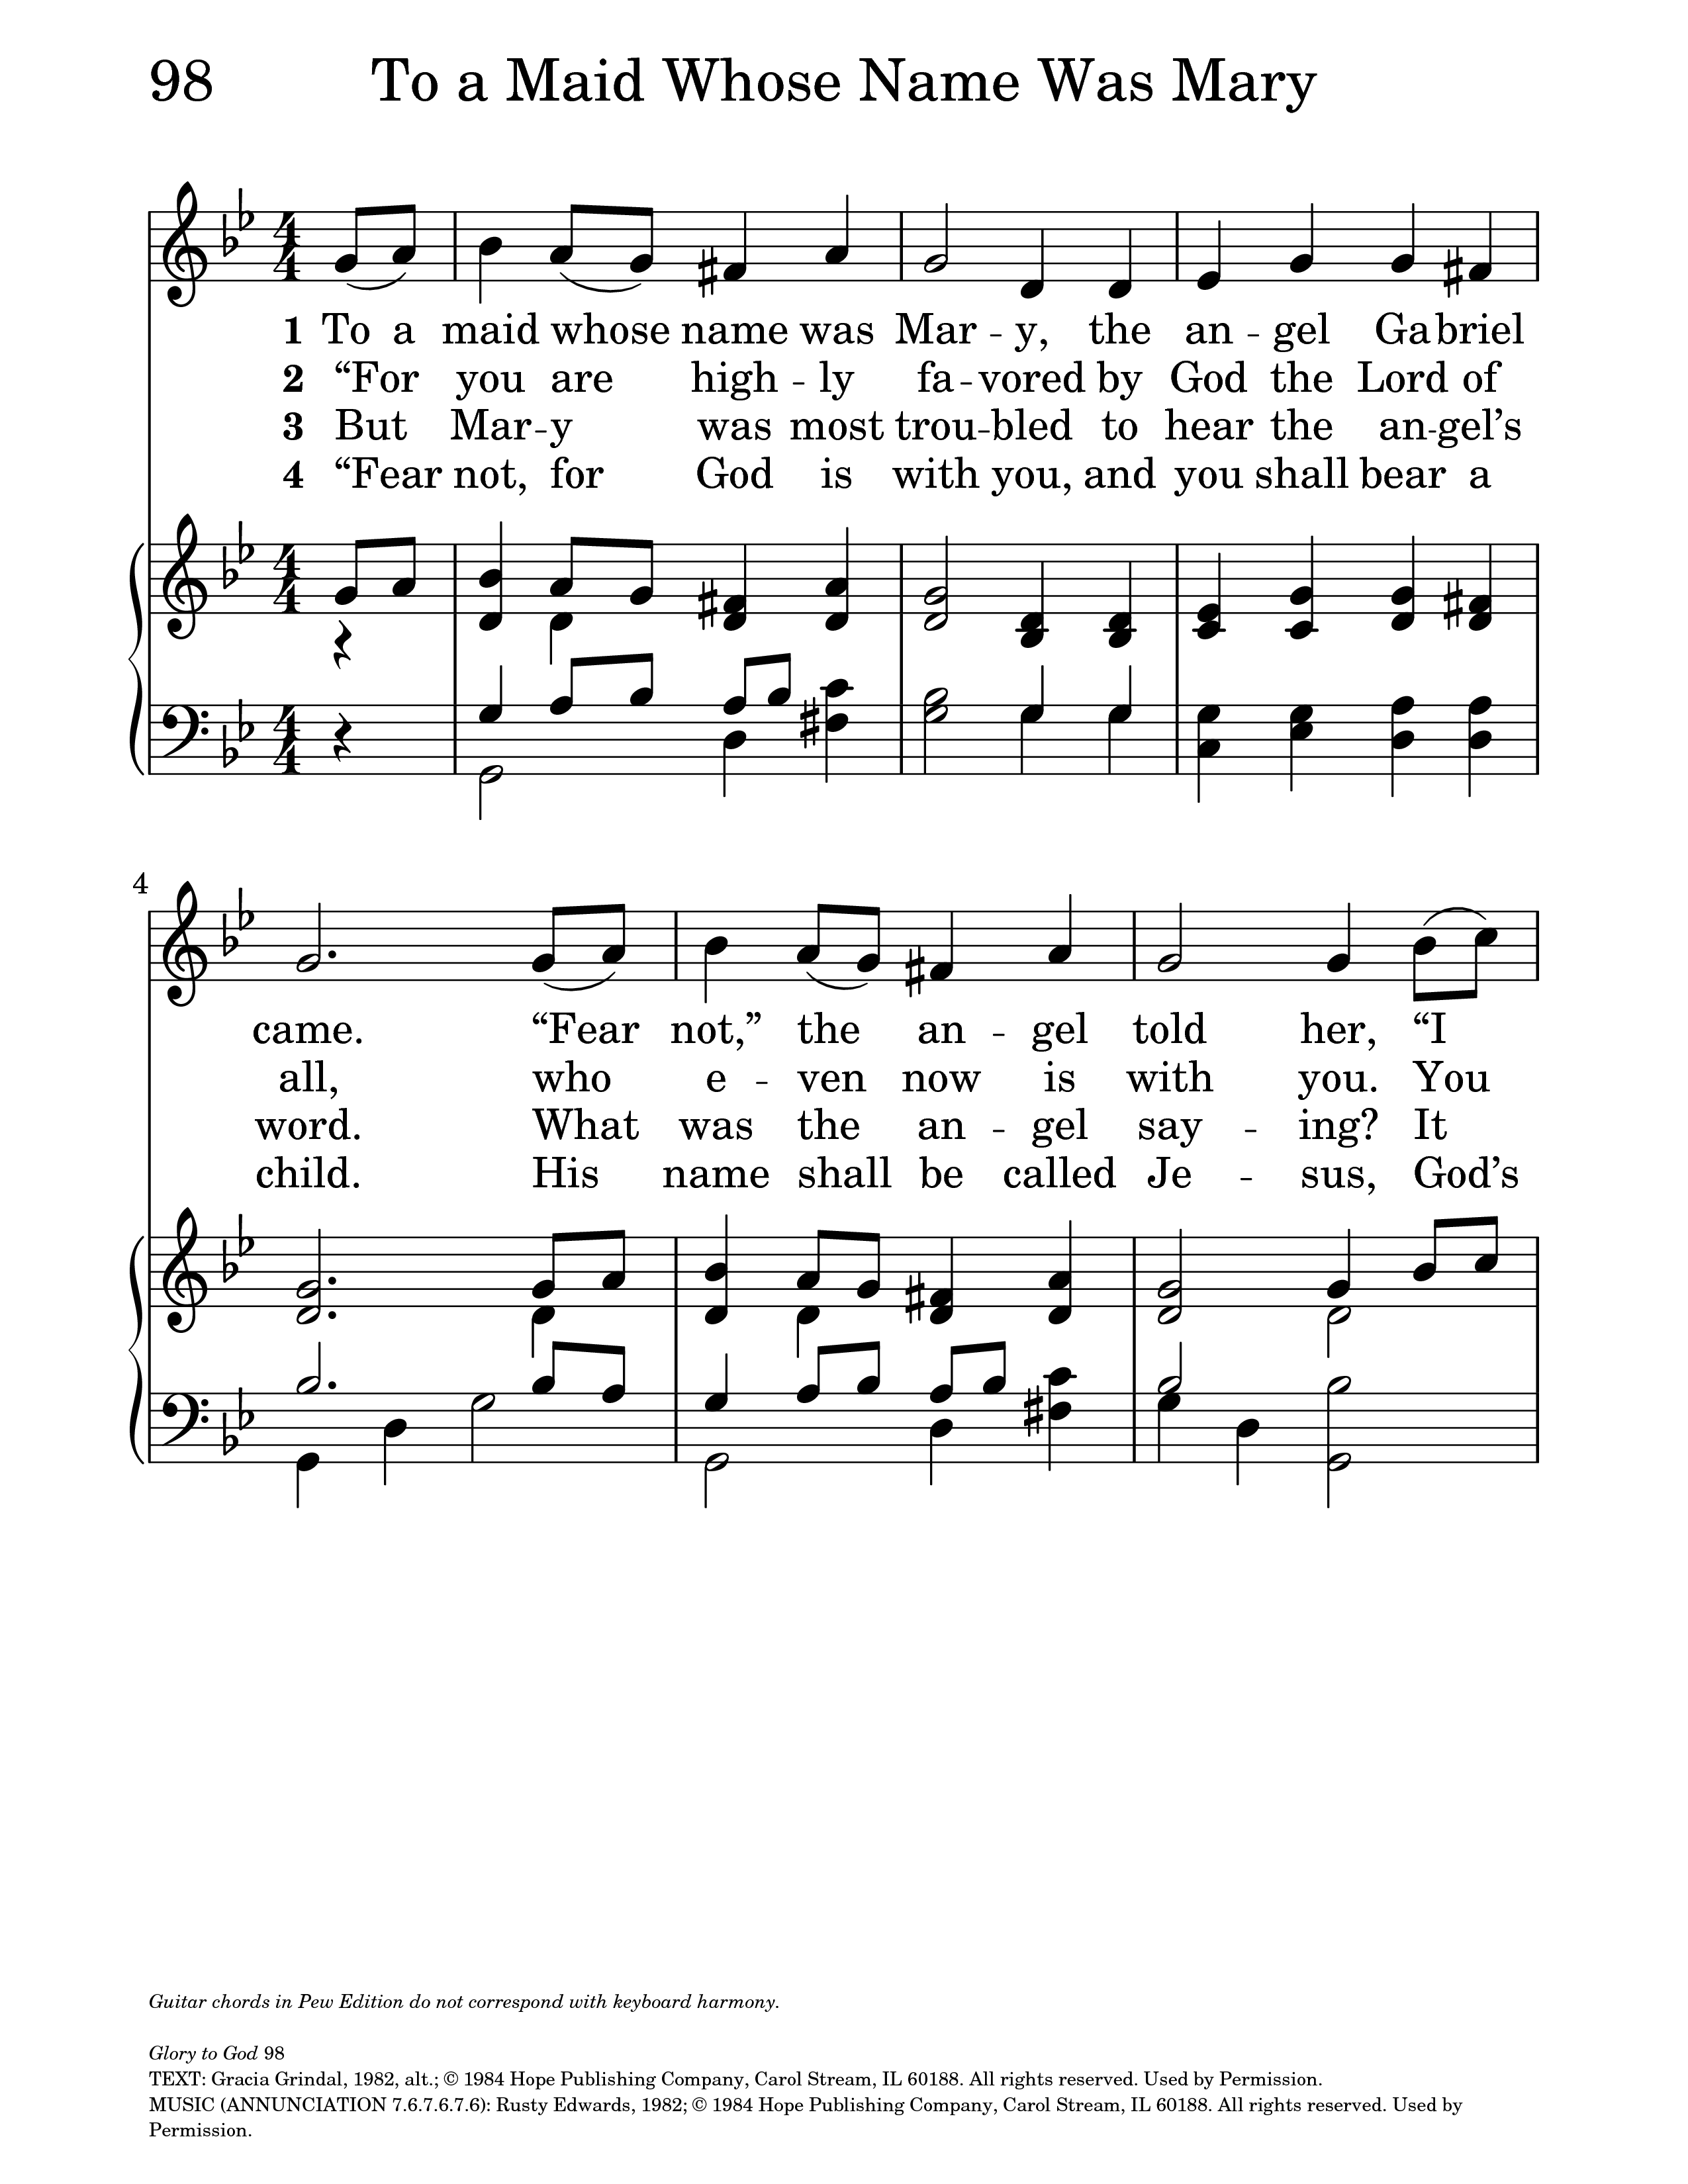 98 To a Maid Whose Name Was Mary
1 To a maid whose name was Mar - y, the an - gel Gabriel
2 “For you are high - ly fa - vored by God the Lord of
3 But Mar - y was most trou - bled to hear the an - gel’s
4 “Fear not, for God is with you, and you shall bear a
4
came. “Fear not,” the an - gel told her, “I
all, who e - ven now is with you. You
word. What was the an - gel say - ing? It
child. His name shall be called Je - sus, God’s
Guitar chords in Pew Edition do not correspond with keyboard harmony.
Glory to God 98
TEXT: Gracia Grindal, 1982, alt.; © 1984 Hope Publishing Company, Carol Stream, IL 60188. All rights reserved. Used by Permission.
MUSIC (ANNUNCIATION 7.6.7.6.7.6): Rusty Edwards, 1982; © 1984 Hope Publishing Company, Carol Stream, IL 60188. All rights reserved. Used by
Permission.